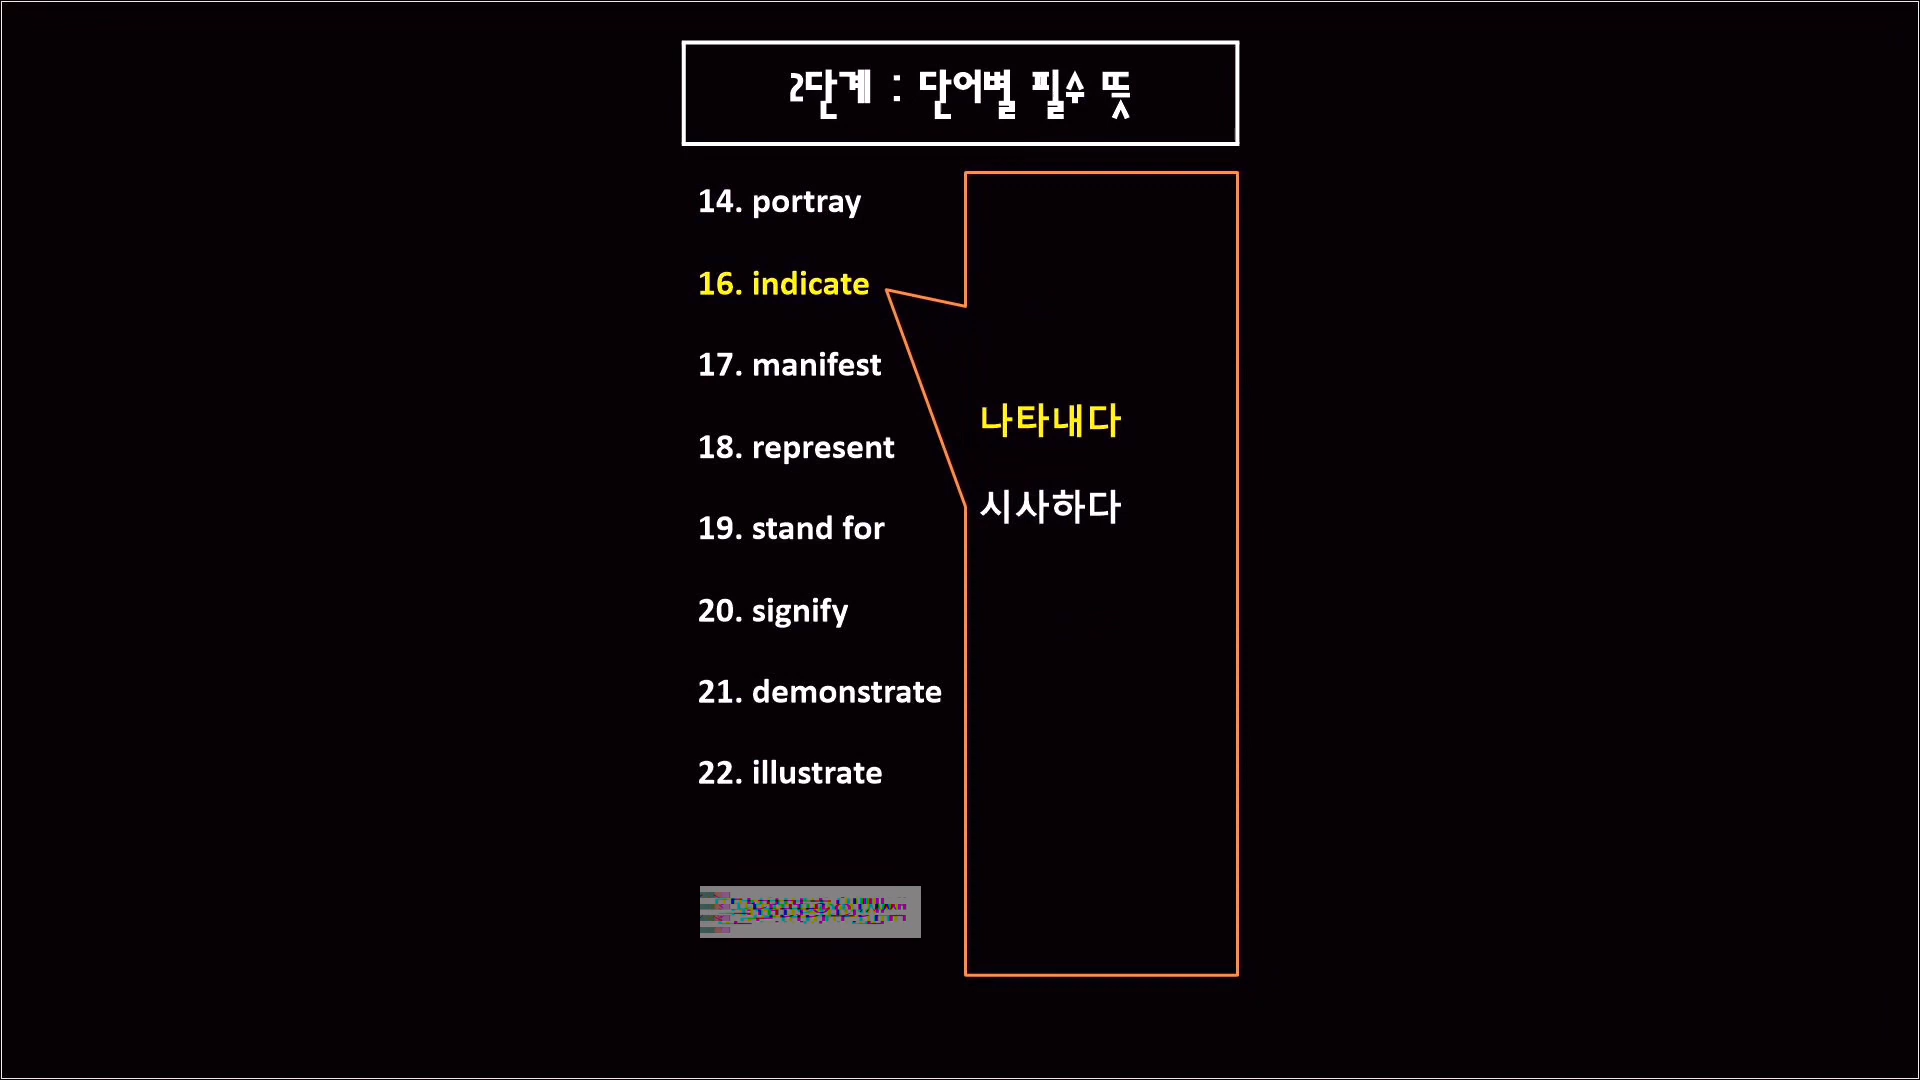 2단계 : 단어별 필수 뜻
14. portray
16. indicate
17. manifest
18. represent
19. stand for
20. signify
21. demonstrate
22. illustrate
나타내다
시사하다